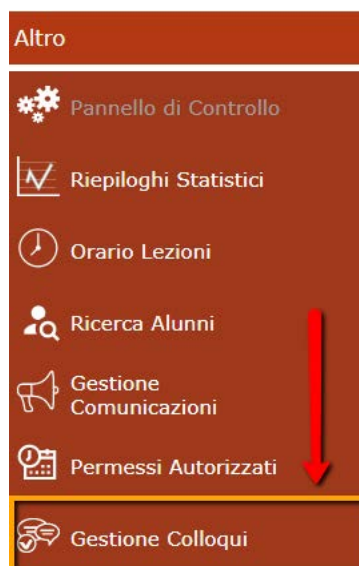 Altro
Pannello di Controllo
Riepiloghi Statistici
Orario Lezioni
Ricerca Alunni
Gestione
Comunicazioni
Permessi Autorizzati
Gestione Colloqui